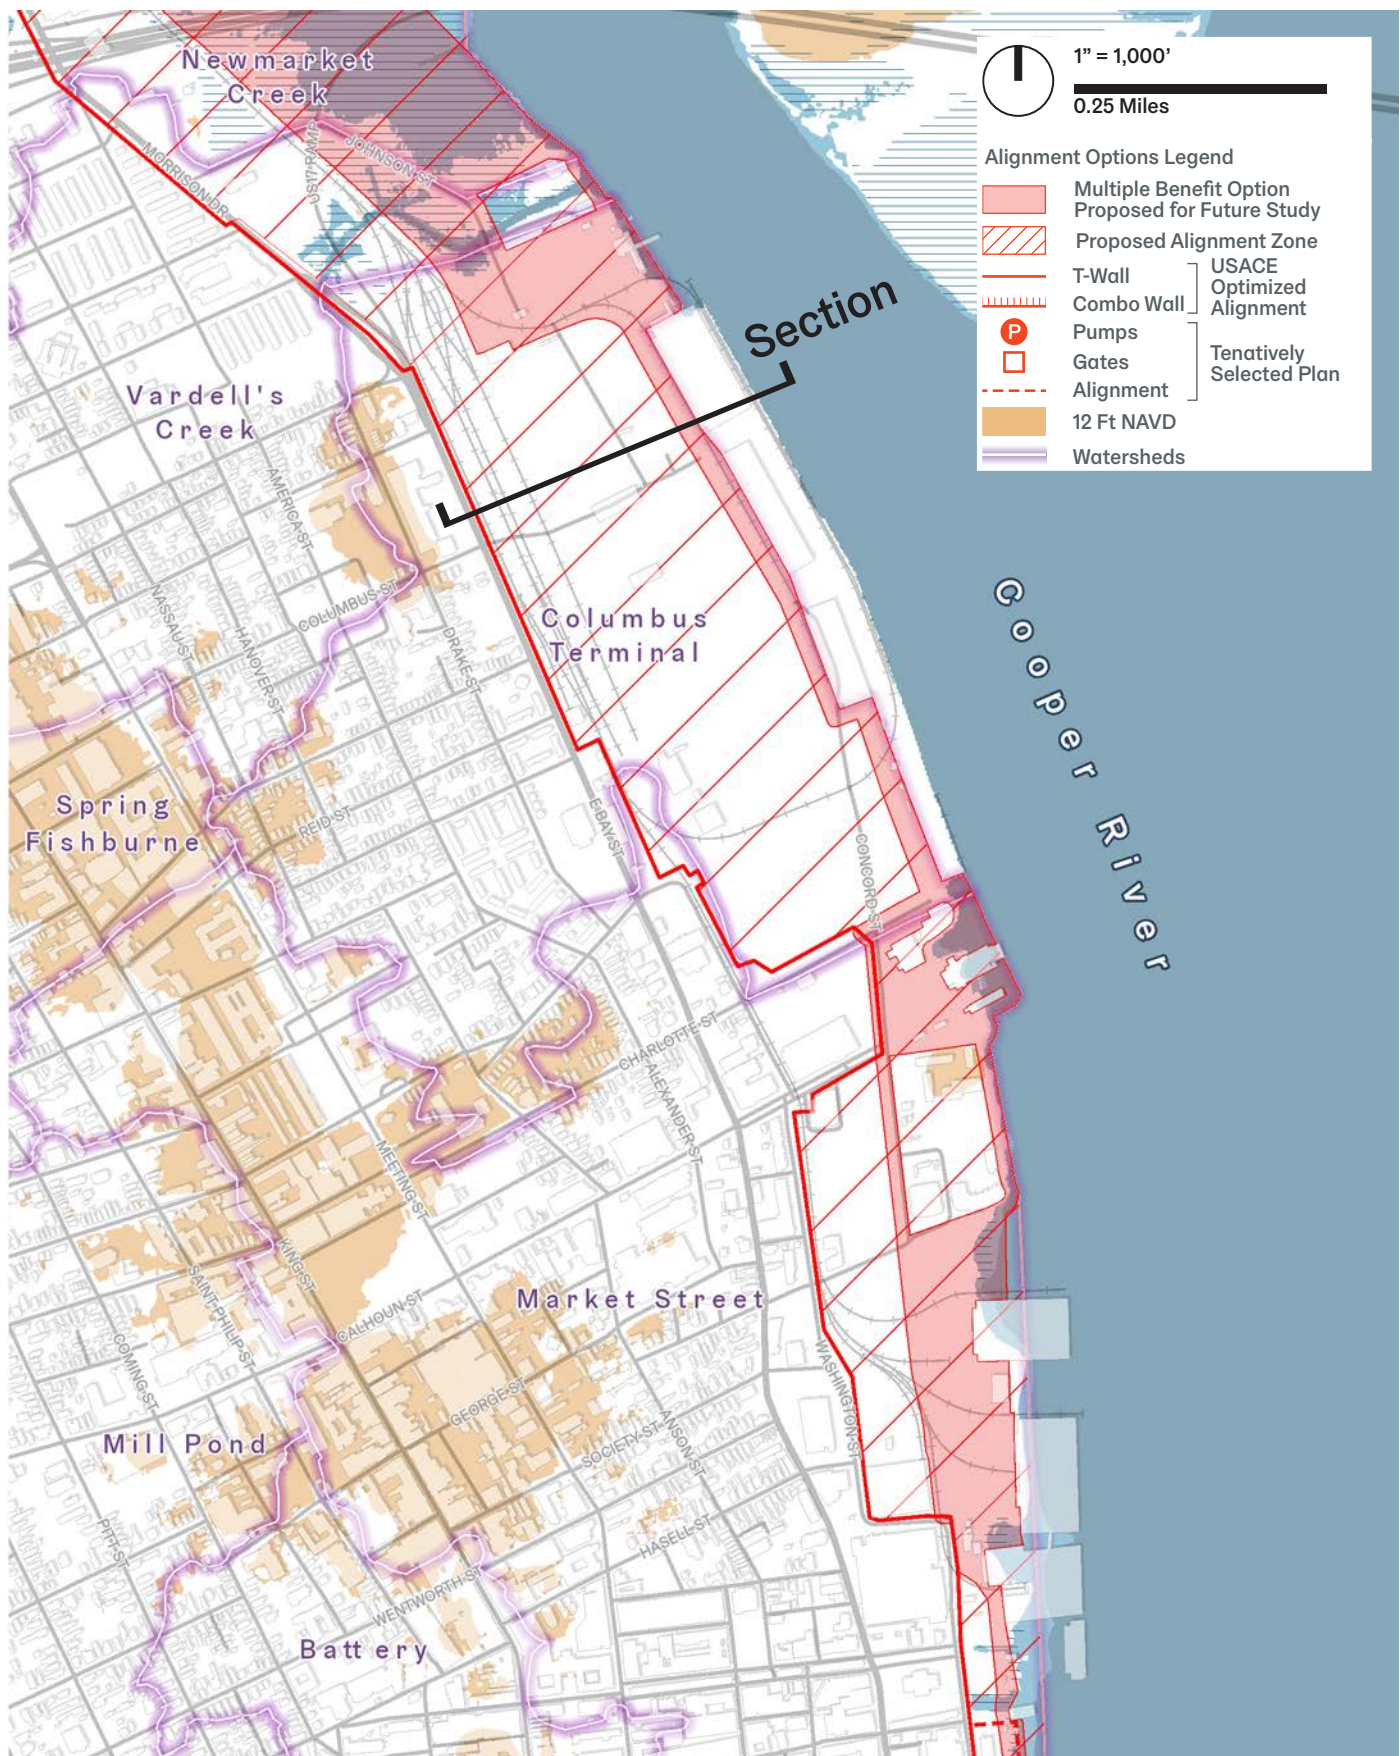 1” = 1,000’
0.25 Miles
Alignment Options Legend
Multiple Benefit Option
Proposed for Future Study
Proposed Alignment Zone
T-Wall
Combo Wall
USACE
Optimized
Alignment
P
Pumps
Gates
Alignment
Tenatively
Selected Plan
12 Ft NAVD
Watersheds
Newmarket
Creek
MORRISON DR
US17 RAMP
JOHNSON ST
Section
Vardell's
Creek
AMERICA ST
COLUMBUS ST
NASSAU ST
HANOVER ST
DRAKE ST
Columbus
Terminal
Cooper River
Spring
Fishburne
REID ST
E BAY ST
CONCORD ST
CHARLOTTE ST
ALEXANDER ST
MEETING ST
KING ST
SAINT PHILIP ST
CALHOUN ST
COMING ST
Market Street
WASHINGTON ST
GEORGE ST
SOCIETY ST
ANSON ST
Mill Pond
PITT ST
HASELL ST
WENTWORTH ST
Battery